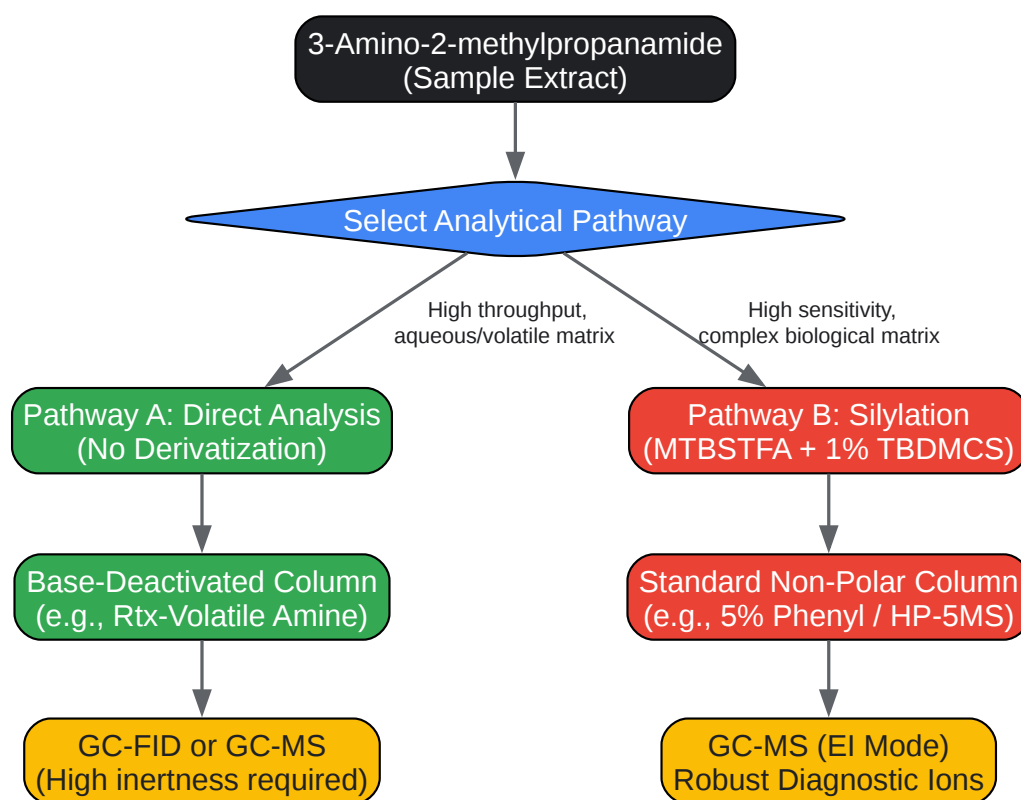 3-Amino-2-methylpropanamide
(Sample Extract)
Select Analytical Pathway
High throughput,
aqueous/volatile matrix
High sensitivity,
complex biological matrix
Pathway A: Direct Analysis
(No Derivatization)
Pathway B: Silylation
(MTBSTFA + 1% TBDMCS)
Base-Deactivated Column
(e.g., Rtx-Volatile Amine)
Standard Non-Polar Column
(e.g., 5% Phenyl / HP-5MS)
GC-FID or GC-MS
(High inertness required)
GC-MS (EI Mode)
Robust Diagnostic Ions